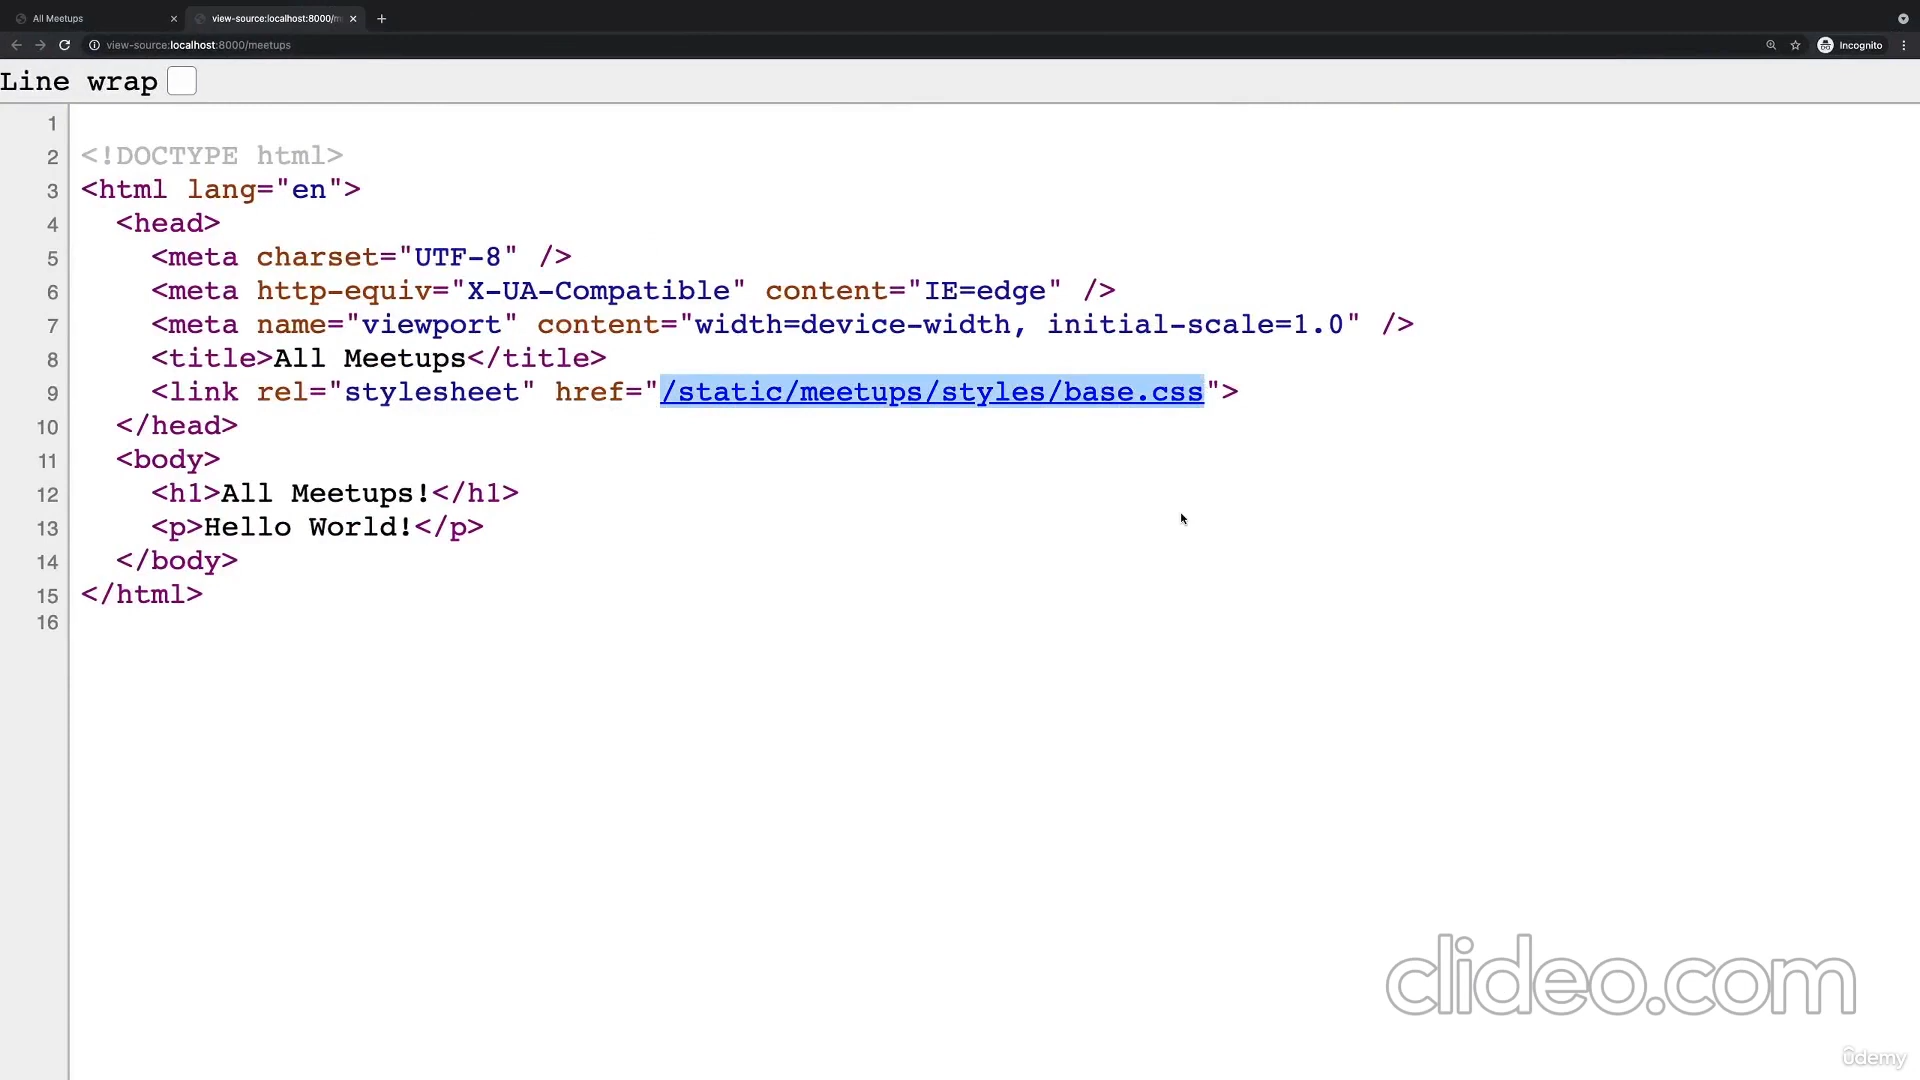 All Meetups
view-source:localhost:8000/m
view-source:localhost:8000/meetups
Incognito
Line wrap
1
2 <!DOCTYPE html>
3 <html lang="en">
4 <head>
5 <meta charset="UTF-8" />
6 <meta http-equiv="X-UA-Compatible" content="IE=edge" />
7 <meta name="viewport" content="width=device-width, initial-scale=1.0" />
8 <title>All Meetups</title>
9 <link rel="stylesheet" href="/static/meetups/styles/base.css">
10 </head>
11 <body>
12 <h1>All Meetups!</h1>
13 <p>Hello World!</p>
14 </body>
15 </html>
16
clideo.com
ûdemy